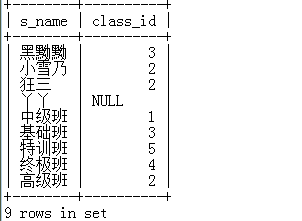 s_name | class_id
黑黝黝 | 3
小雪乃 | 2
狂三 | 2
丫丫 | NULL
中级班 | 1
基础班 | 3
特训班 | 5
终极班 | 4
高级班 | 2
9 rows in set